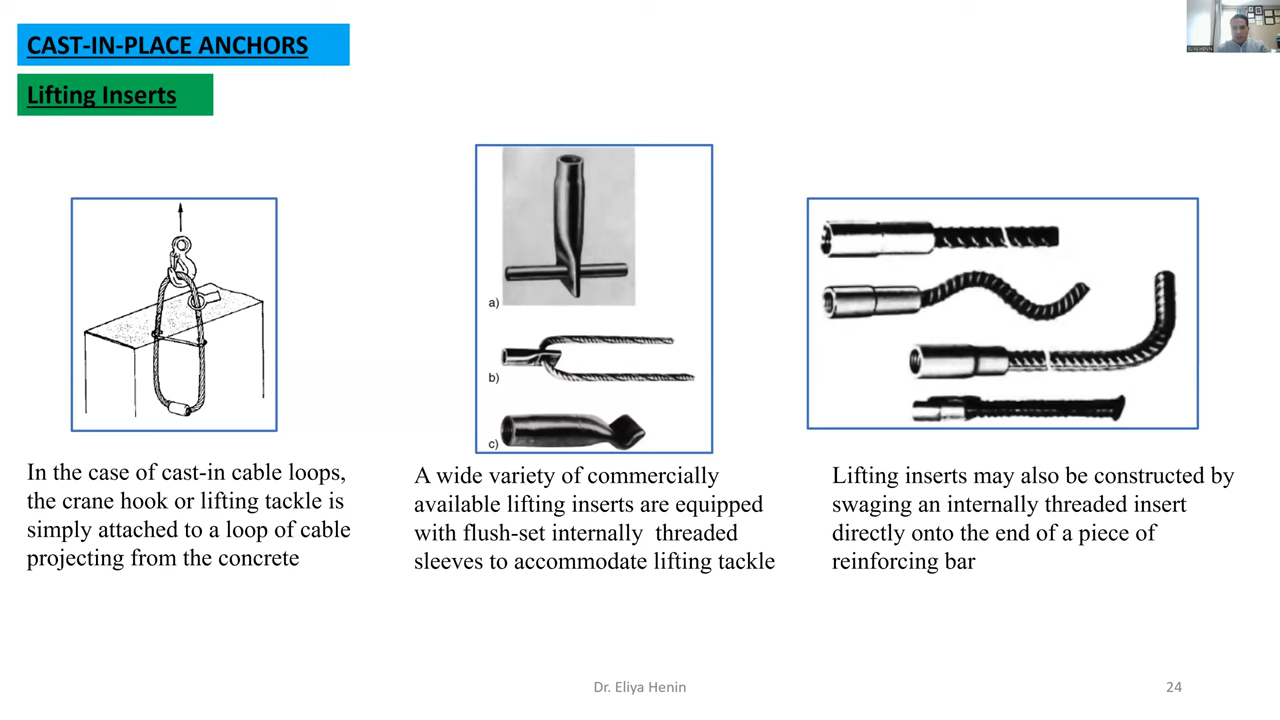 CAST-IN-PLACE ANCHORS
Lifting Inserts
a)
b)
c)
In the case of cast-in cable loops,
the crane hook or lifting tackle is
simply attached to a loop of cable
projecting from the concrete
A wide variety of commercially
available lifting inserts are equipped
with flush-set internally threaded
sleeves to accommodate lifting tackle
Lifting inserts may also be constructed by
swaging an internally threaded insert
directly onto the end of a piece of
reinforcing bar
Dr. Eliya Henin
24